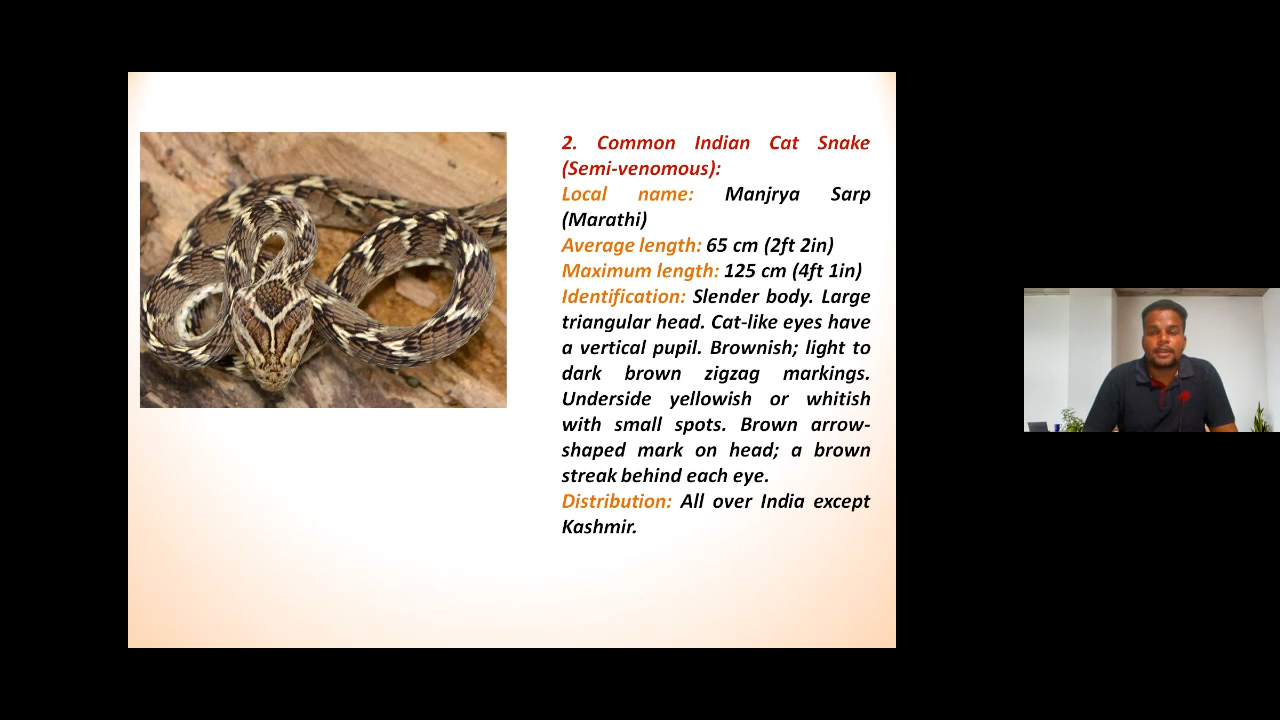 2. Common Indian Cat Snake
(Semi-venomous):
Local name: Manjrya Sarp
(Marathi)
Average length: 65 cm (2ft 2in)
Maximum length: 125 cm (4ft 1in)
Identification: Slender body. Large
triangular head. Cat-like eyes have
a vertical pupil. Brownish; light to
dark brown zigzag markings.
Underside yellowish or whitish
with small spots. Brown arrow-
shaped mark on head; a brown
streak behind each eye.
Distribution: All over India except
Kashmir.